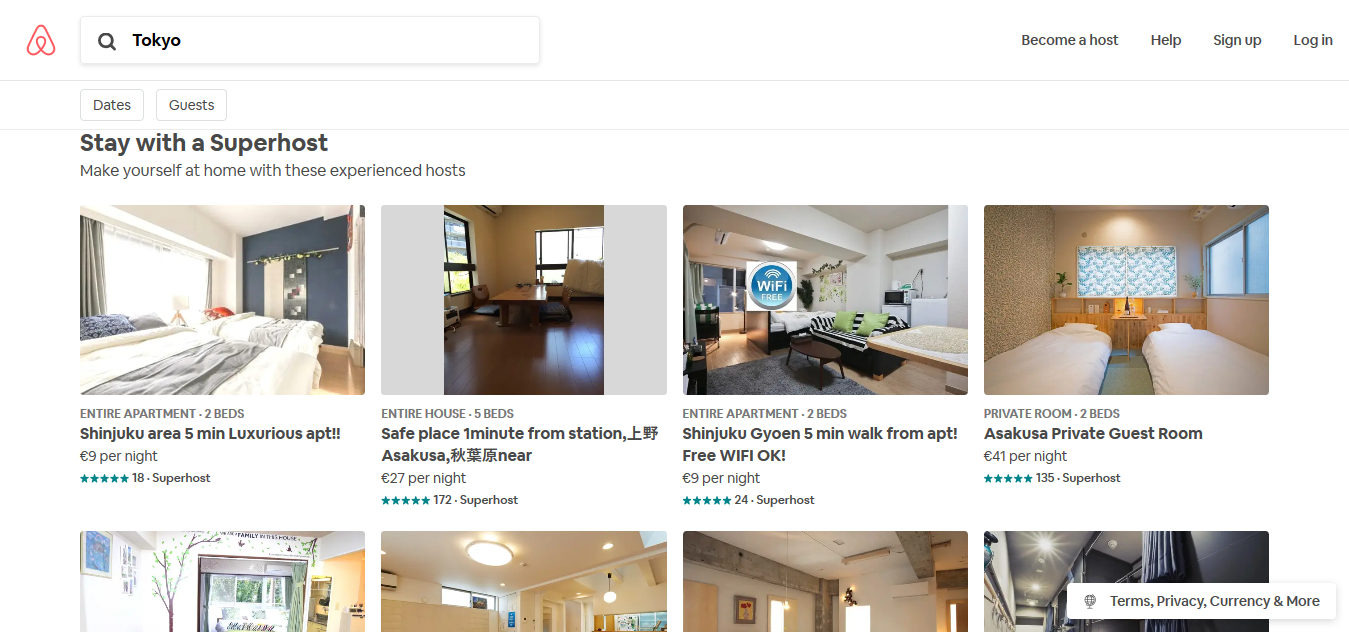 Tokyo
Become a host
Help
Sign up
Log in
Dates
Guests
Stay with a Superhost
Make yourself at home with these experienced hosts
WiFi
FREE
ENTIRE APARTMENT · 2 BEDS
Shinjuku area 5 min Luxurious apt!!
€9 per night
18 · Superhost
ENTIRE HOUSE · 5 BEDS
Safe place 1minute from station,上野
Asakusa,秋葉原near
€27 per night
172 · Superhost
ENTIRE APARTMENT · 2 BEDS
Shinjuku Gyoen 5 min walk from apt!
Free WIFI OK!
€9 per night
24 · Superhost
PRIVATE ROOM · 2 BEDS
Asakusa Private Guest Room
€41 per night
135 · Superhost
FAMILY IN THIS HOUSE
Terms, Privacy, Currency & More